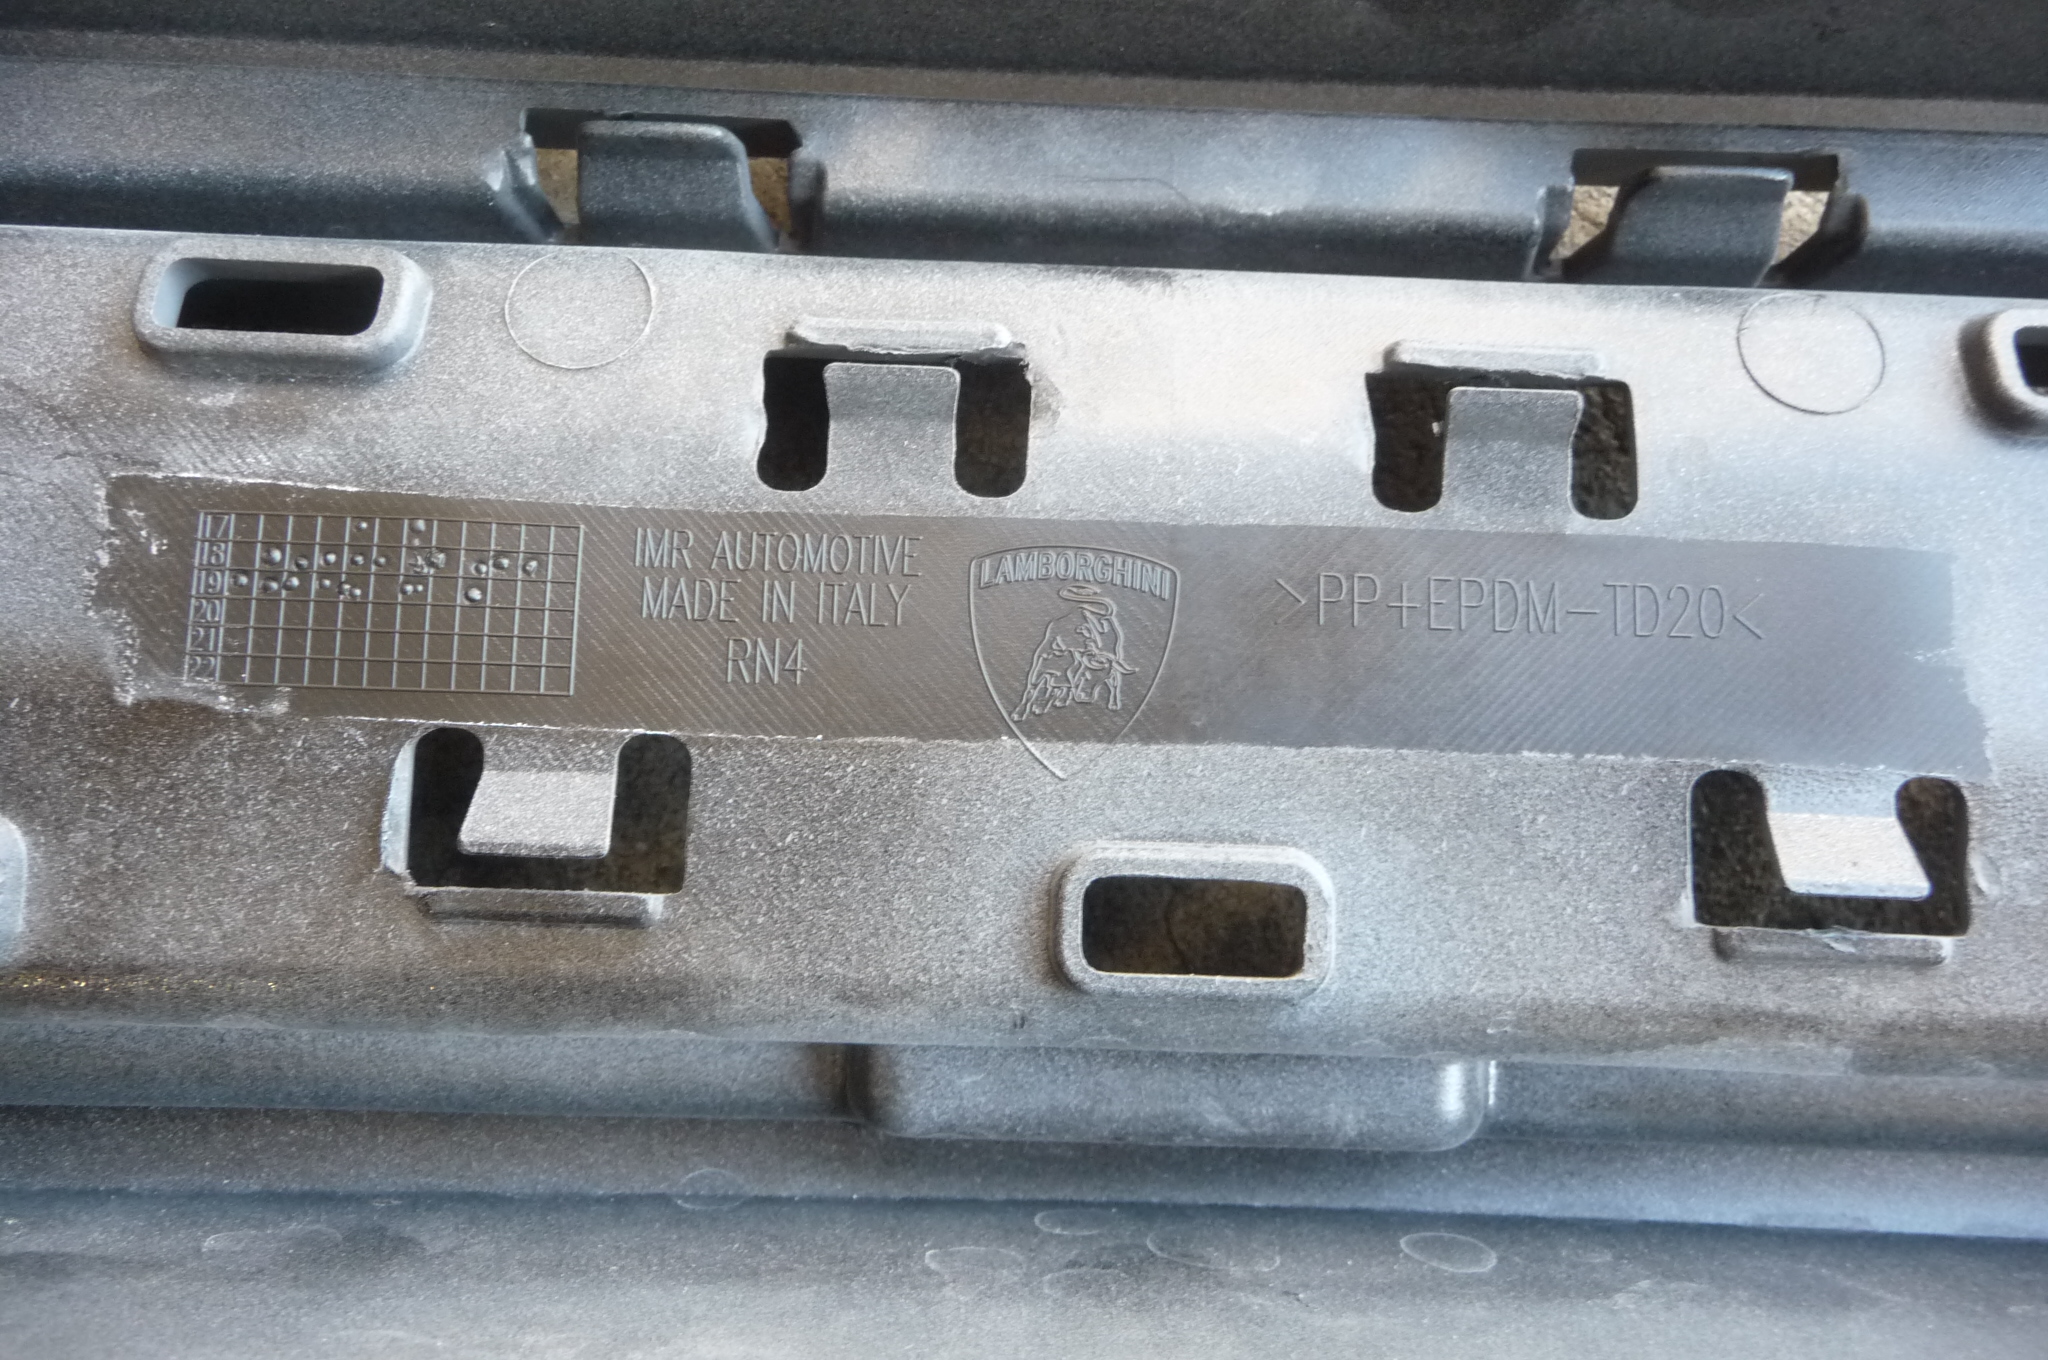 17
18
19
20
21
22
IMR AUTOMOTIVE
MADE IN ITALY
RN4
LAMBORGHINI
>PP+EPDM-TD20<